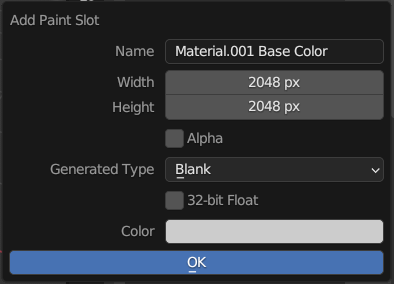 Add Paint Slot
Name Material.001 Base Color
Width 2048 px
Height 2048 px
Alpha
Generated Type Blank
32-bit Float
Color
OK